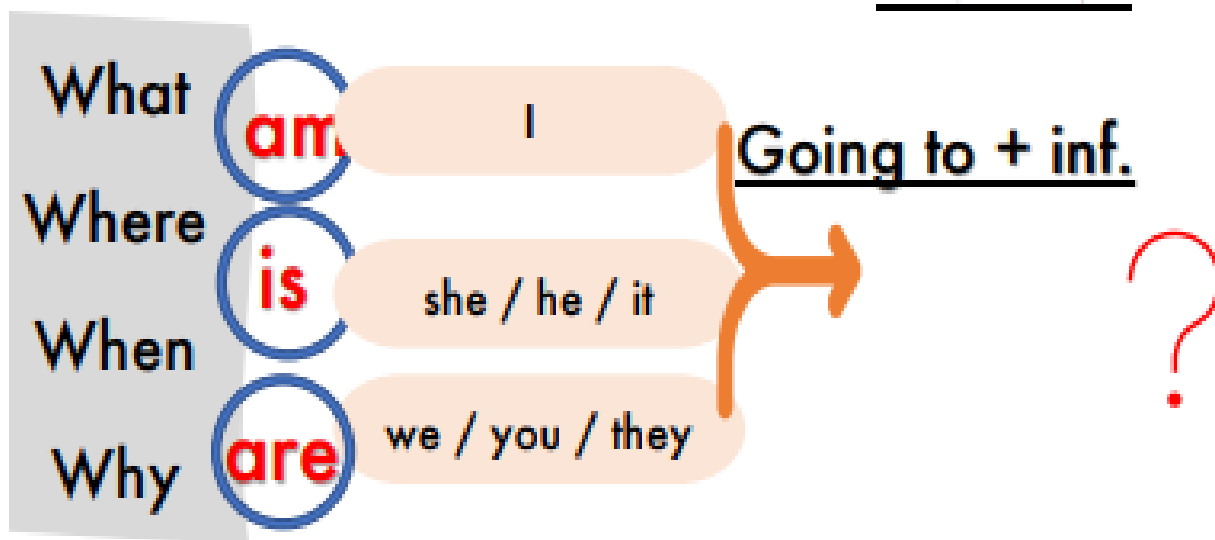 What
Where
When
Why
am
is
are
I
she / he / it
we / you / they
Going to + inf.
?